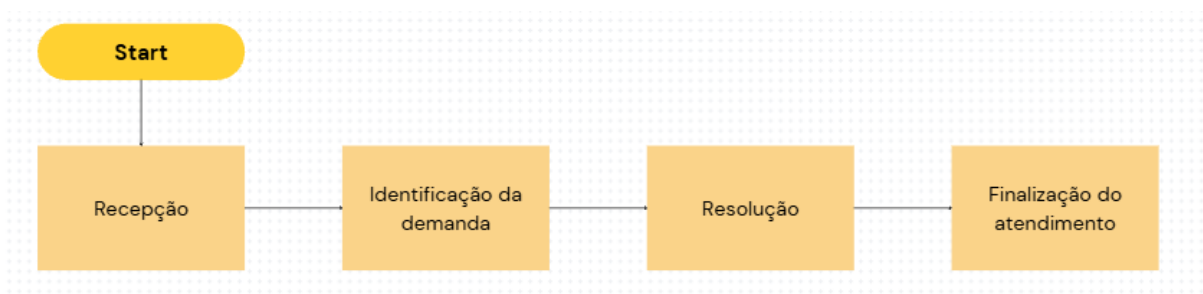 Start
Recepção
Identificação da
demanda
Resolução
Finalização do
atendimento